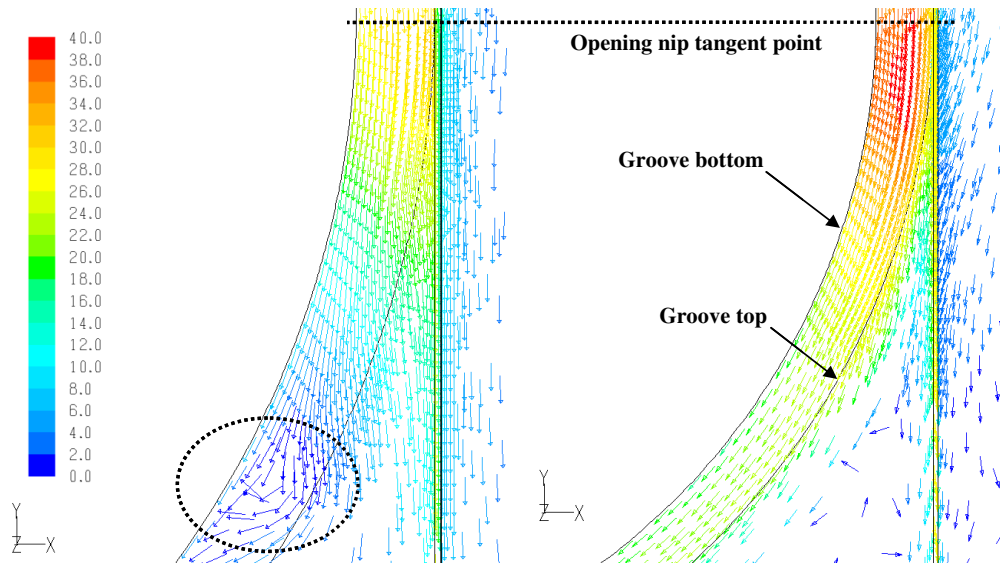 40.0
38.0
36.0
34.0
32.0
30.0
28.0
26.0
24.0
22.0
20.0
18.0
16.0
14.0
12.0
10.0
8.0
6.0
4.0
2.0
0.0
Y
Z
X
Opening nip tangent point
Groove bottom
Groove top
Y
Z
X